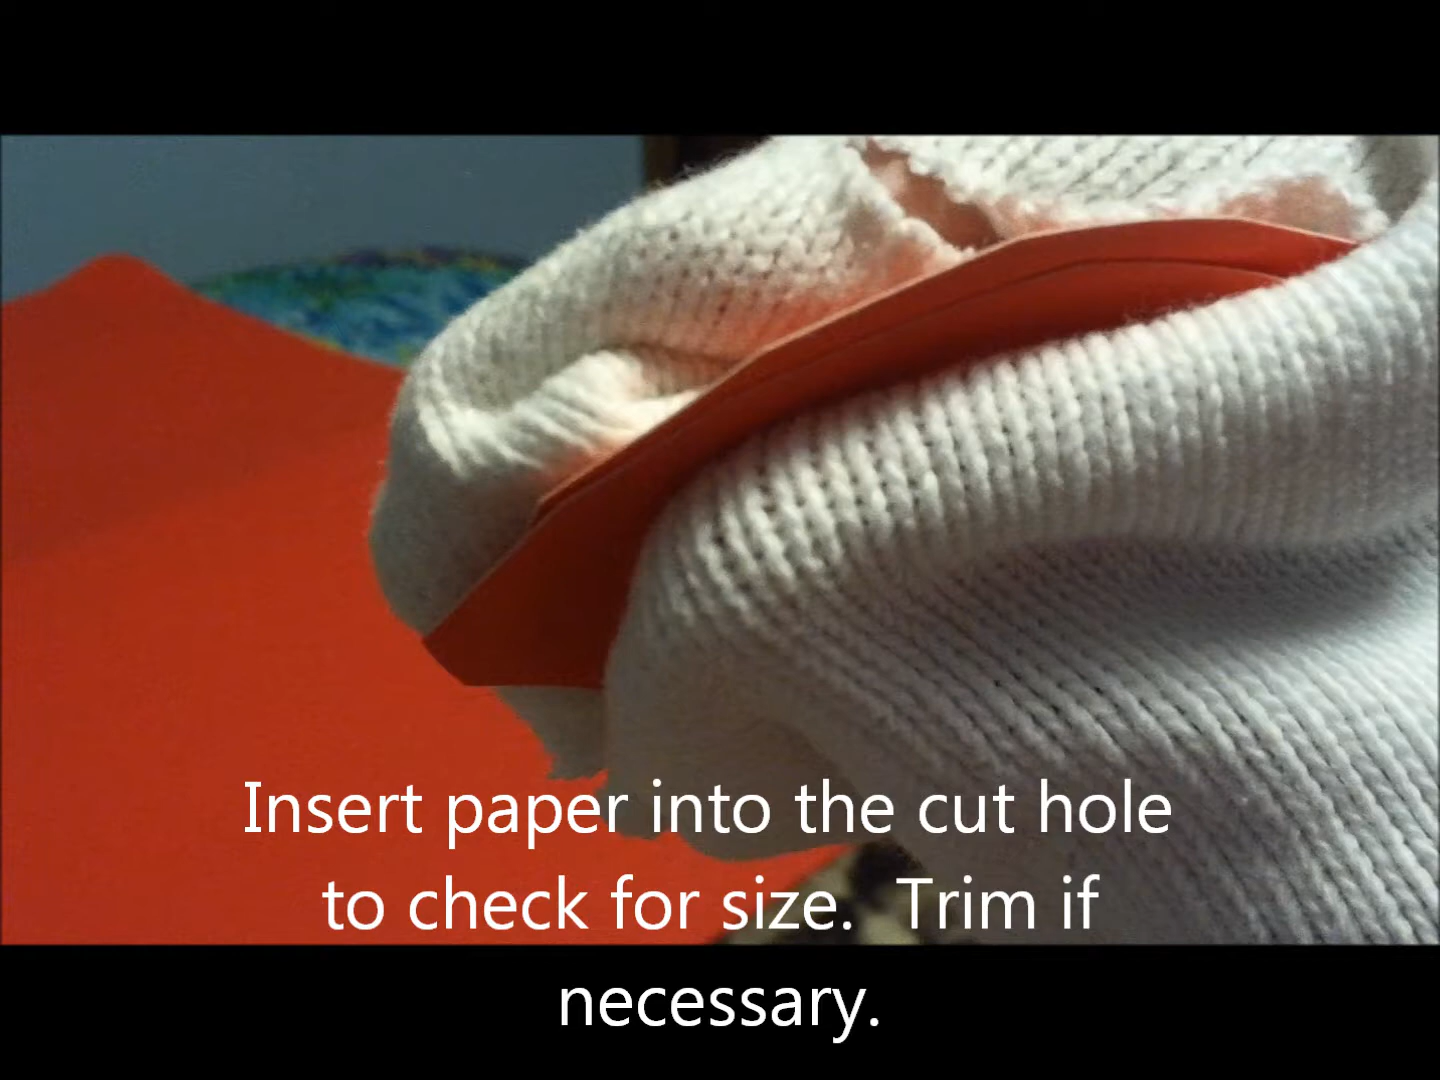 Insert paper into the cut hole
to check for size.  Trim if
necessary.